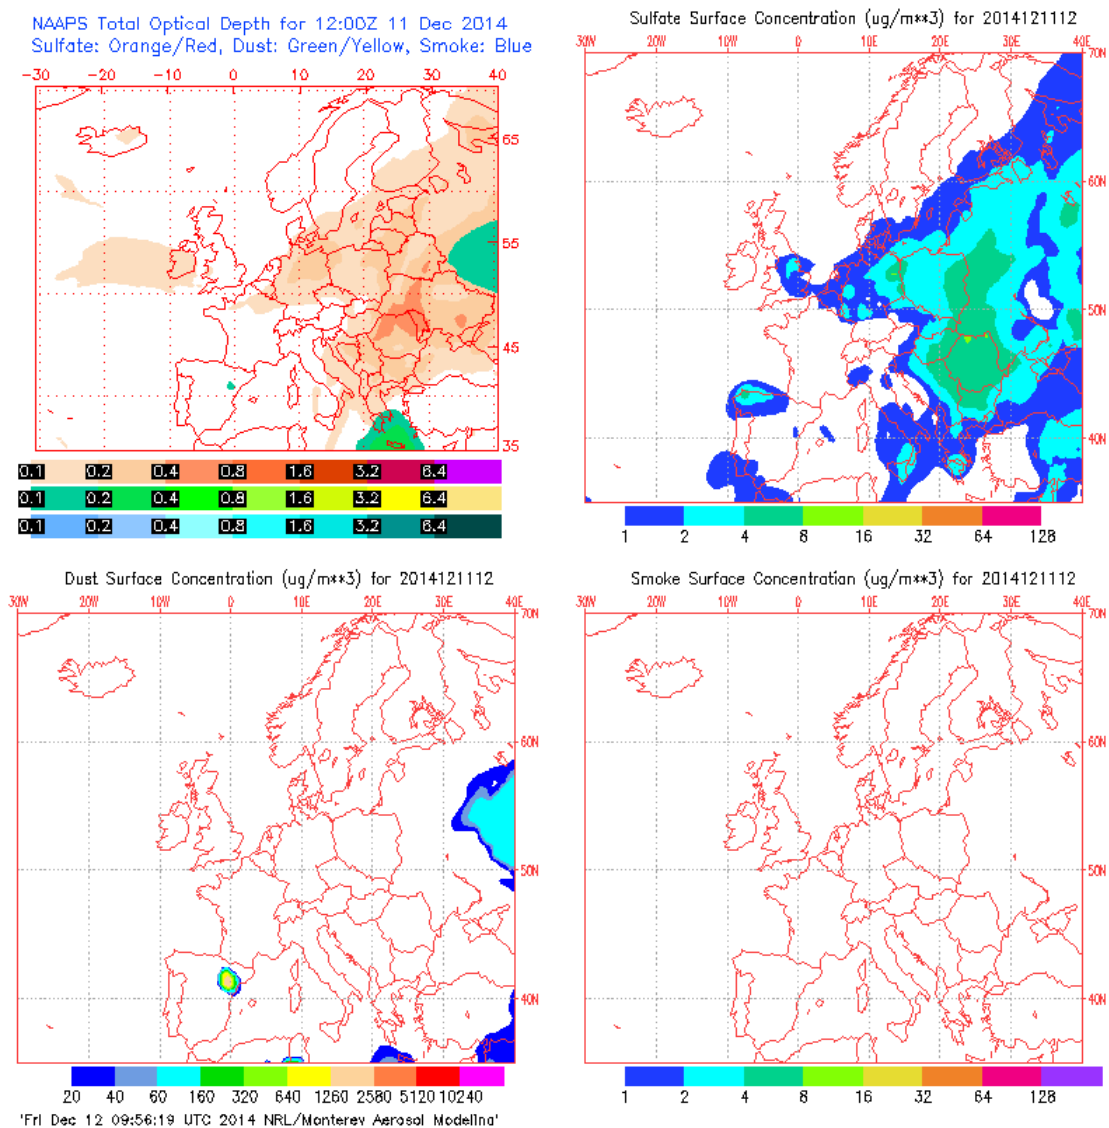 NAAPS Total Optical Depth for 12:00Z 11 Dec 2014
Sulfate: Orange/Red, Dust: Green/Yellow, Smoke: Blue
-30 -20 -10 0 10 20 30 40
65
55
45
35
0.1 0.2 0.4 0.8 1.6 3.2 6.4
0.1 0.2 0.4 0.8 1.6 3.2 6.4
0.1 0.2 0.4 0.8 1.6 3.2 6.4
Sulfate Surface Concentration (ug/m**3) for 2014121112
30W 20W 10W 0 10E 20E 30E 40E
70N
60N
50N
40N
1 2 4 8 16 32 64 128
Dust Surface Concentration (ug/m**3) for 2014121112
30W 20W 10W 0 10E 20E 30E 40E
70N
60N
50N
40N
20 40 60 160 320 640 1260 2560 5120 10240
'Fri Dec 12 09:56:19 UTC 2014 NRL/Monterey Aerosol Modeling'
Smoke Surface Concentration (ug/m**3) for 2014121112
30W 20W 10W 0 10E 20E 30E 40E
70N
60N
50N
40N
1 2 4 8 16 32 64 128